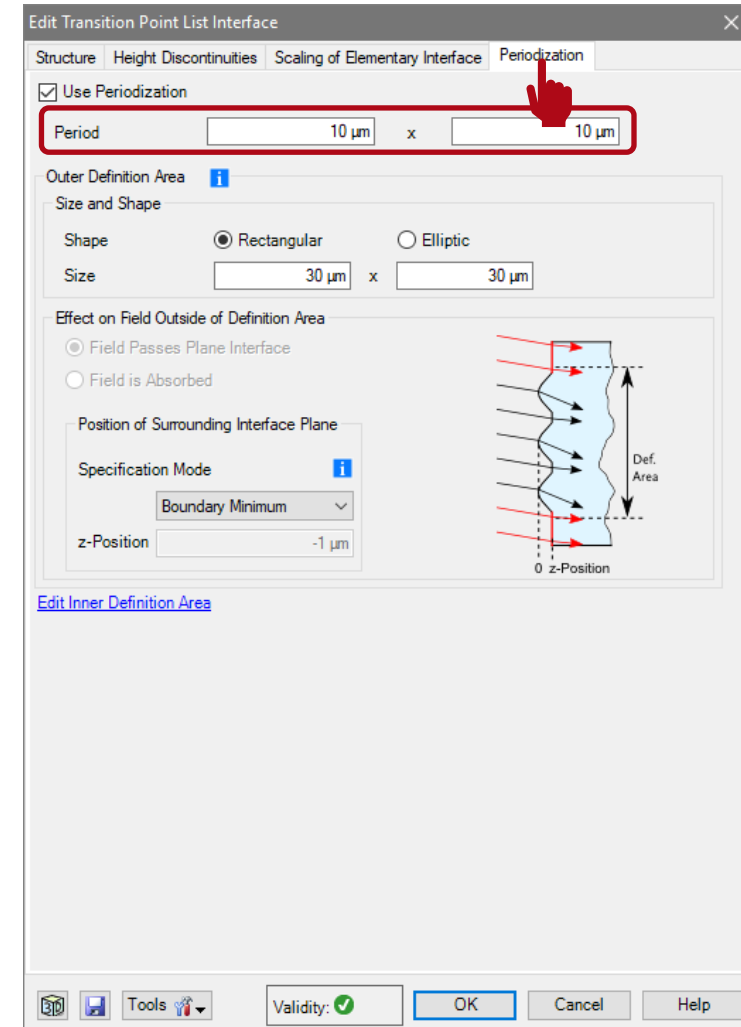 Edit Transition Point List Interface
Structure Height Discontinuities Scaling of Elementary Interface Periodization
Use Periodization
Period 10 µm x 10 µm
Outer Definition Area i
Size and Shape
Shape Rectangular Elliptic
Size 30 µm x 30 µm
Effect on Field Outside of Definition Area
Field Passes Plane Interface
Field is Absorbed
Position of Surrounding Interface Plane
Specification Mode i
Boundary Minimum
z-Position -1 µm
Def.
Area
0 z-Position
Edit Inner Definition Area
3D Tools Validity: OK Cancel Help